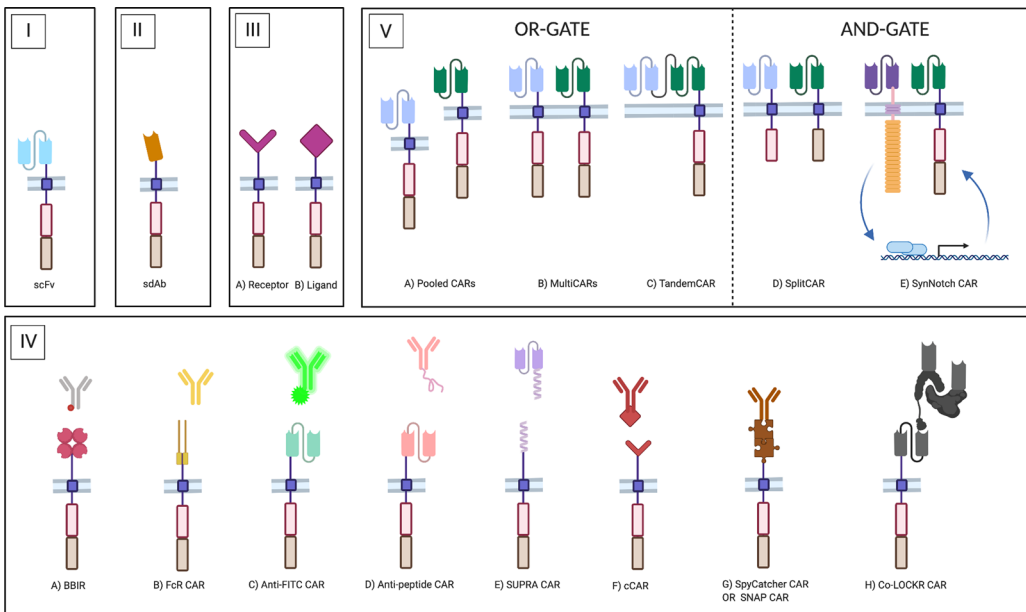 I
scFv
II
sdAb
III
A) Receptor
B) Ligand
V
OR-GATE
AND-GATE
A) Pooled CARs
B) MultiCARs
C) TandemCAR
D) SplitCAR
E) SynNotch CAR
IV
A) BBIR
B) FcR CAR
C) Anti-FITC CAR
D) Anti-peptide CAR
E) SUPRA CAR
F) cCAR
G) SpyCatcher CAR
OR SNAP CAR
H) Co-LOCKR CAR